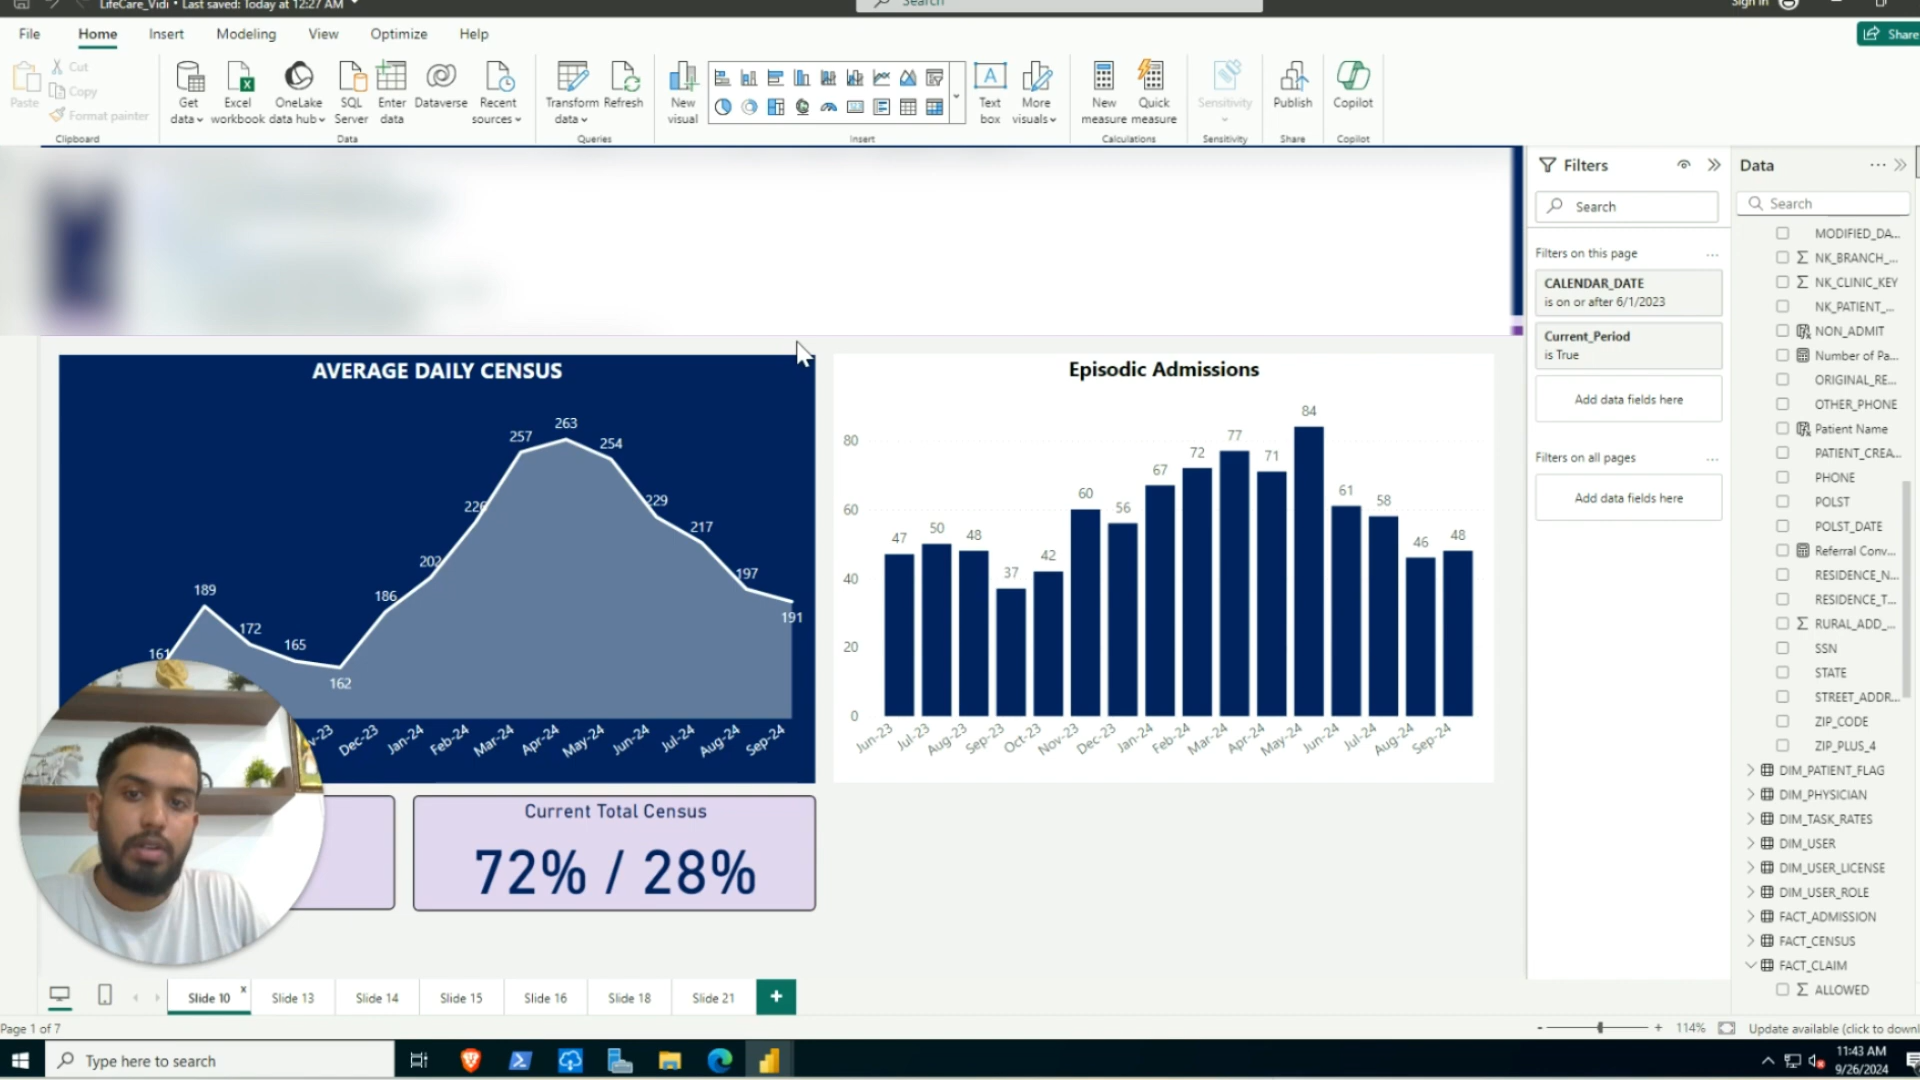 LifeCare_Vidi • Last saved: Today at 12:27 AM
Search
Sign in
File Home Insert Modeling View Optimize Help
Share
Paste
Cut
Copy
Format painter
Clipboard
Get data
Excel workbook
OneLake data hub
SQL Server
Enter data
Dataverse
Recent sources
Data
Transform data
Refresh
Queries
New visual
Text box
More visuals
Insert
New measure
Quick measure
Calculations
Sensitivity
Sensitivity
Publish
Share
Copilot
Copilot
AVERAGE DAILY CENSUS
161
189
172
165
162
186
202
226
257
263
254
229
217
197
191
Dec-23 Jan-24 Feb-24 Mar-24 Apr-24 May-24 Jun-24 Jul-24 Aug-24 Sep-24
Current Total Census
72% / 28%
Episodic Admissions
80
60
40
20
0
47 50 48 37 42 60 56 67 72 77 71 84 61 58 46 48
Jun-23 Jul-23 Aug-23 Sep-23 Oct-23 Nov-23 Dec-23 Jan-24 Feb-24 Mar-24 Apr-24 May-24 Jun-24 Jul-24 Aug-24 Sep-24
Filters
Search
Filters on this page
...
CALENDAR_DATE
is on or after 6/1/2023
Current_Period
is True
Add data fields here
Filters on all pages
...
Add data fields here
Data
...
Search
MODIFIED_DA...
NK_BRANCH_...
NK_CLINIC_KEY
NK_PATIENT_...
NON_ADMIT
Number of Pa...
ORIGINAL_RE...
OTHER_PHONE
Patient Name
PATIENT_CREA...
PHONE
POLST
POLST_DATE
Referral Conv...
RESIDENCE_N...
RESIDENCE_T...
RURAL_ADD_...
SSN
STATE
STREET_ADDR...
ZIP_CODE
ZIP_PLUS_4
DIM_PATIENT_FLAG
DIM_PHYSICIAN
DIM_TASK_RATES
DIM_USER
DIM_USER_LICENSE
DIM_USER_ROLE
FACT_ADMISSION
FACT_CENSUS
FACT_CLAIM
ALLOWED
Slide 10 x
Slide 13
Slide 14
Slide 15
Slide 16
Slide 18
Slide 21
+
Page 1 of 7
- + 114%
Update available (click to downl
Type here to search
11:43 AM
9/26/2024